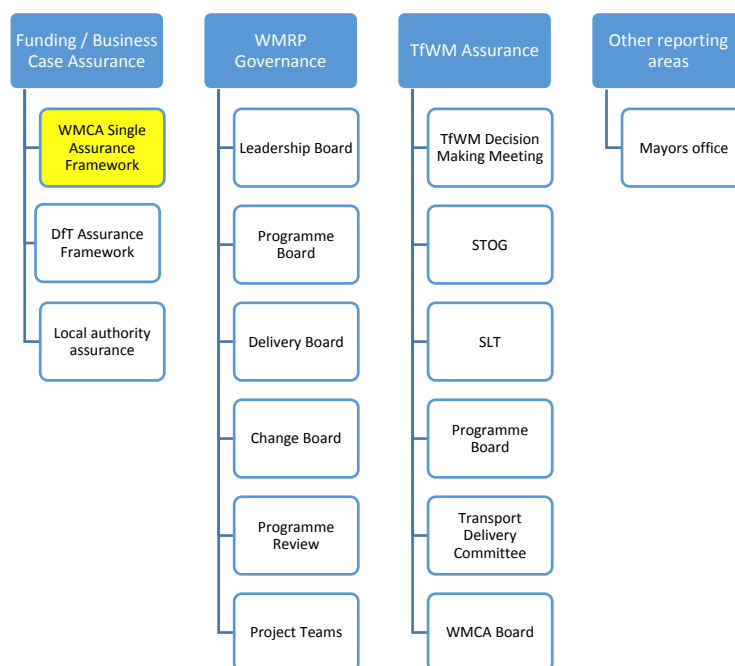 Funding / Business
Case Assurance
WMCA Single
Assurance
Framework
DfT Assurance
Framework
Local authority
assurance
WMRP
Governance
Leadership Board
Programme
Board
Delivery Board
Change Board
Programme
Review
Project Teams
TfWM Assurance
TfWM Decision
Making Meeting
STOG
SLT
Programme
Board
Transport
Delivery
Committee
WMCA Board
Other reporting
areas
Mayors office